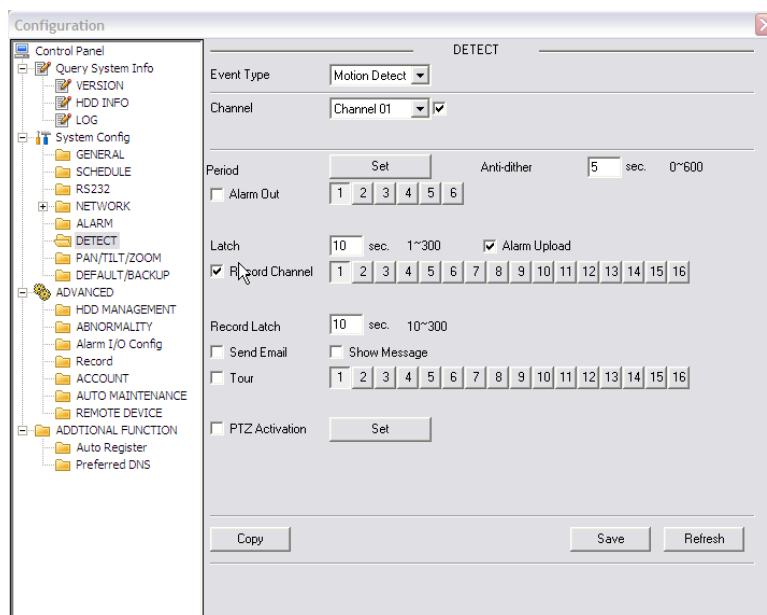 Configuration
Control Panel
Query System Info
VERSION
HDD INFO
LOG
System Config
GENERAL
SCHEDULE
RS232
NETWORK
ALARM
DETECT
PAN/TILT/ZOOM
DEFAULT/BACKUP
ADVANCED
HDD MANAGEMENT
ABNORMALITY
Alarm I/O Config
Record
ACCOUNT
AUTO MAINTENANCE
REMOTE DEVICE
ADDTIONAL FUNCTION
Auto Register
Preferred DNS
DETECT
Event Type Motion Detect
Channel Channel 01
Period Set Anti-dither 5 sec. 0~600
Alarm Out 1 2 3 4 5 6
Latch 10 sec. 1~300 Alarm Upload
Record Channel 1 2 3 4 5 6 7 8 9 10 11 12 13 14 15 16
Record Latch 10 sec. 10~300
Send Email Show Message
Tour 1 2 3 4 5 6 7 8 9 10 11 12 13 14 15 16
PTZ Activation Set
Copy Save Refresh